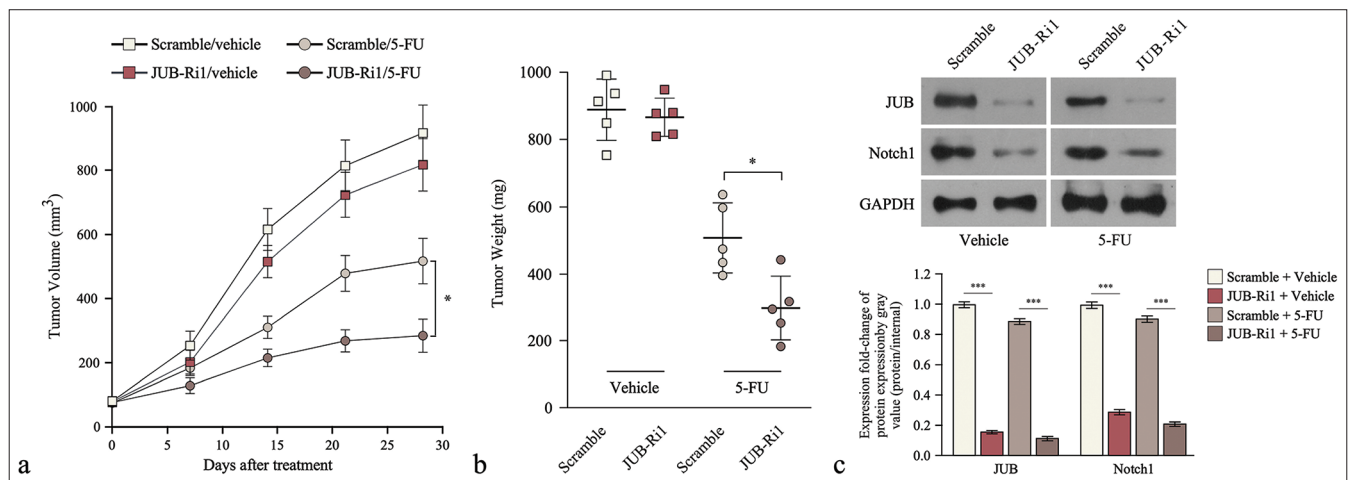 Scramble/vehicle
Scramble/5-FU
JUB-Ri1/vehicle
JUB-Ri1/5-FU
1000
800
600
400
200
0
Tumor Volume (mm3)
0
5
10
15
20
25
30
Days after treatment
*
a
1000
800
600
400
200
0
Tumor Weight (mg)
*
Vehicle
5-FU
Scramble
JUB-Ri1
Scramble
JUB-Ri1
b
Scramble
JUB-Ri1
Scramble
JUB-Ri1
JUB
Notch1
GAPDH
Vehicle
5-FU
Expression fold-change of
protein expressionby gray
value (protein/internal)
1.2
1.0
0.8
0.6
0.4
0.2
0.0
***
***
***
***
JUB
Notch1
Scramble + Vehicle
JUB-Ri1 + Vehicle
Scramble + 5-FU
JUB-Ri1 + 5-FU
c